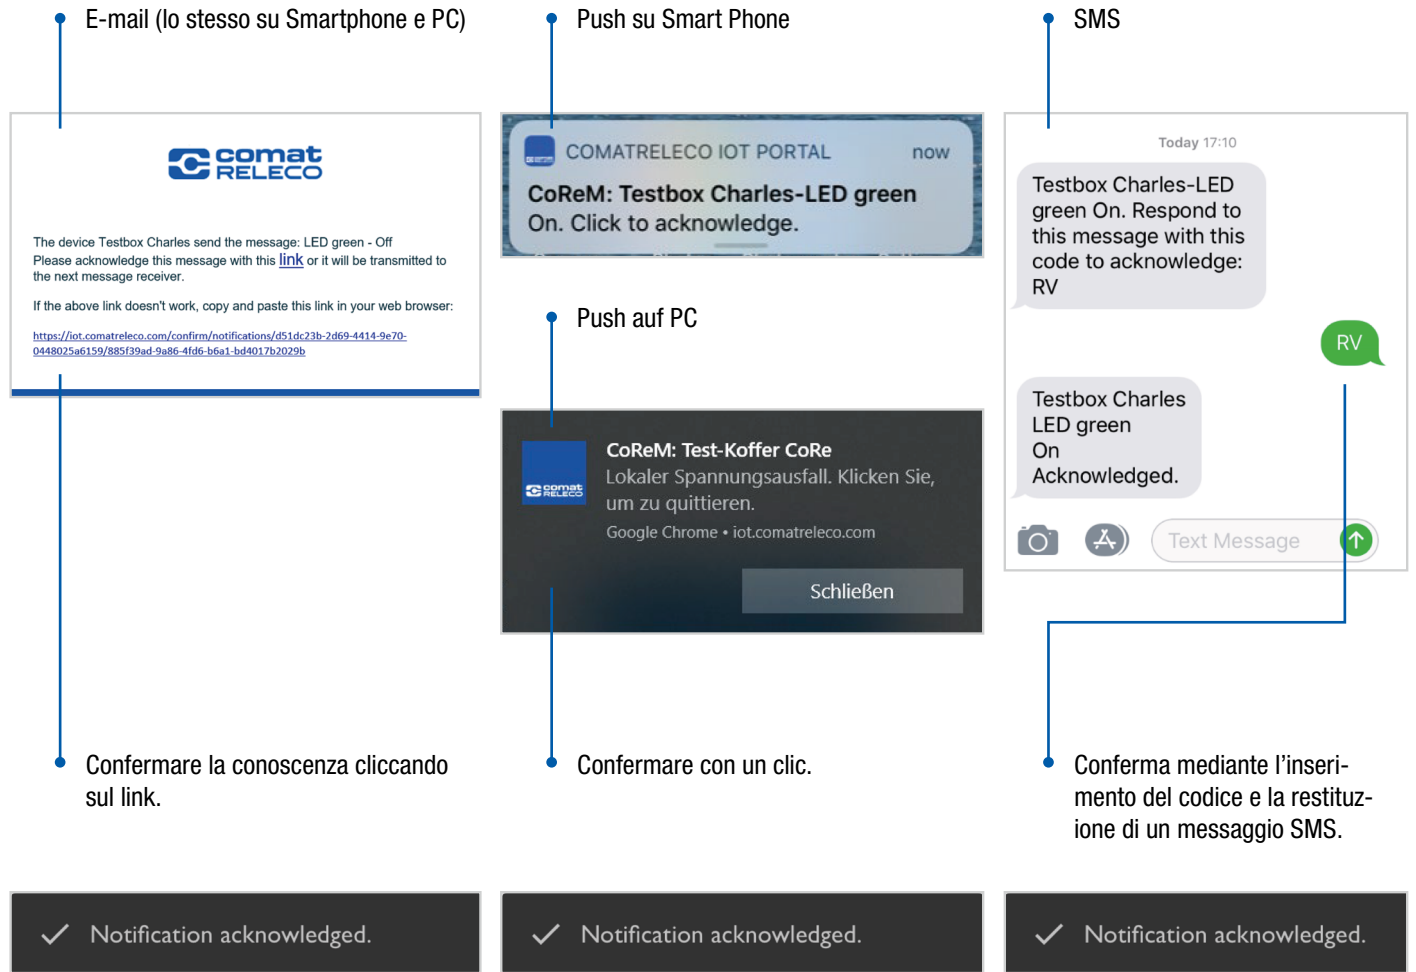 E-mail (lo stesso su Smartphone e PC)
comat
RELECO
The device Testbox Charles send the message: LED green - Off
Please acknowledge this message with this link or it will be transmitted to
the next message receiver.
If the above link doesn't work, copy and paste this link in your web browser:
https://iot.comatreleco.com/confirm/notifications/d51dc23b-2d69-4414-9e70-
0448025a6159/885f39ad-9a86-4fd6-b6a1-bd4017b2029b
Confermare la conoscenza cliccando
sul link.
Notification acknowledged.
Push su Smart Phone
COMATRELECO IOT PORTAL now
CoReM: Testbox Charles-LED green
On. Click to acknowledge.
Push auf PC
comat
RELECO
CoReM: Test-Koffer CoRe
Lokaler Spannungsausfall. Klicken Sie,
um zu quittieren.
Google Chrome • iot.comatreleco.com
Schließen
Confermare con un clic.
Notification acknowledged.
SMS
Today 17:10
Testbox Charles-LED
green On. Respond to
this message with this
code to acknowledge:
RV
RV
Testbox Charles
LED green
On
Acknowledged.
Text Message
Conferma mediante l'inseri-
mento del codice e la restituz-
ione di un messaggio SMS.
Notification acknowledged.